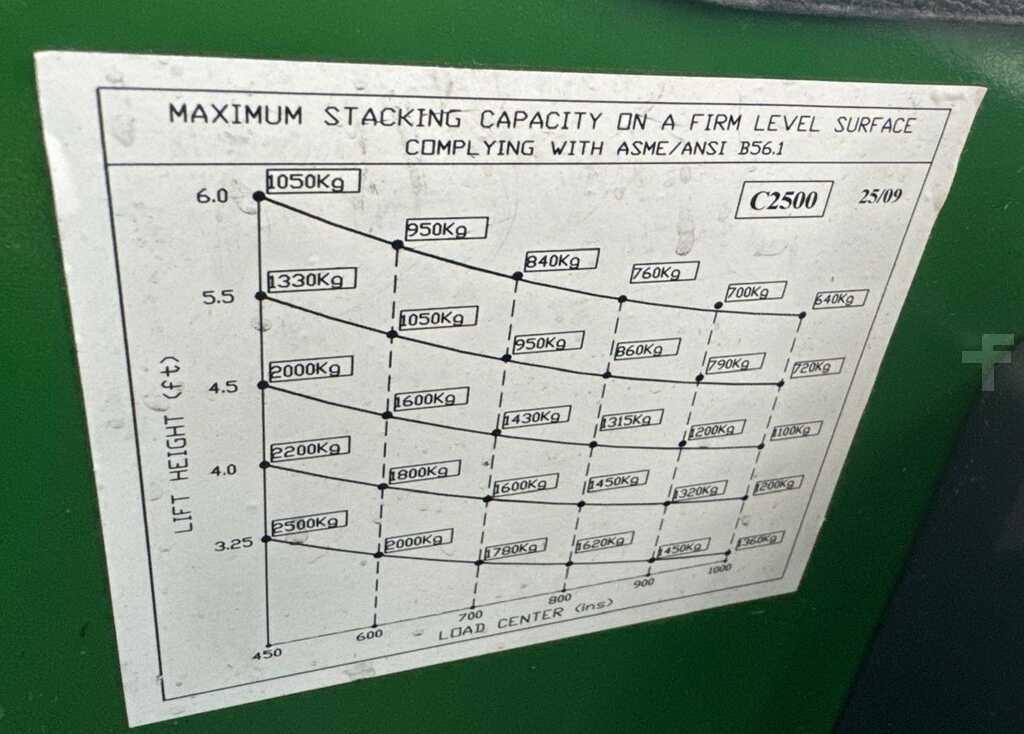 MAXIMUM STACKING CAPACITY ON A FIRM LEVEL SURFACE
COMPLYING WITH ASME/ANSI B56.1
C2500 25/09
LIFT HEIGHT (ft)
6.0 1050Kg 950Kg 840Kg 760Kg 700Kg 640Kg
5.5 1330Kg 1050Kg 950Kg 860Kg 790Kg 720Kg
4.5 2000Kg 1600Kg 1430Kg 1315Kg 1200Kg 1100Kg
4.0 2200Kg 1800Kg 1600Kg 1450Kg 1320Kg 1200Kg
3.25 2500Kg 2000Kg 1780Kg 1620Kg 1450Kg 1360Kg
450 600 700 800 900 1000
LOAD CENTER (ins)